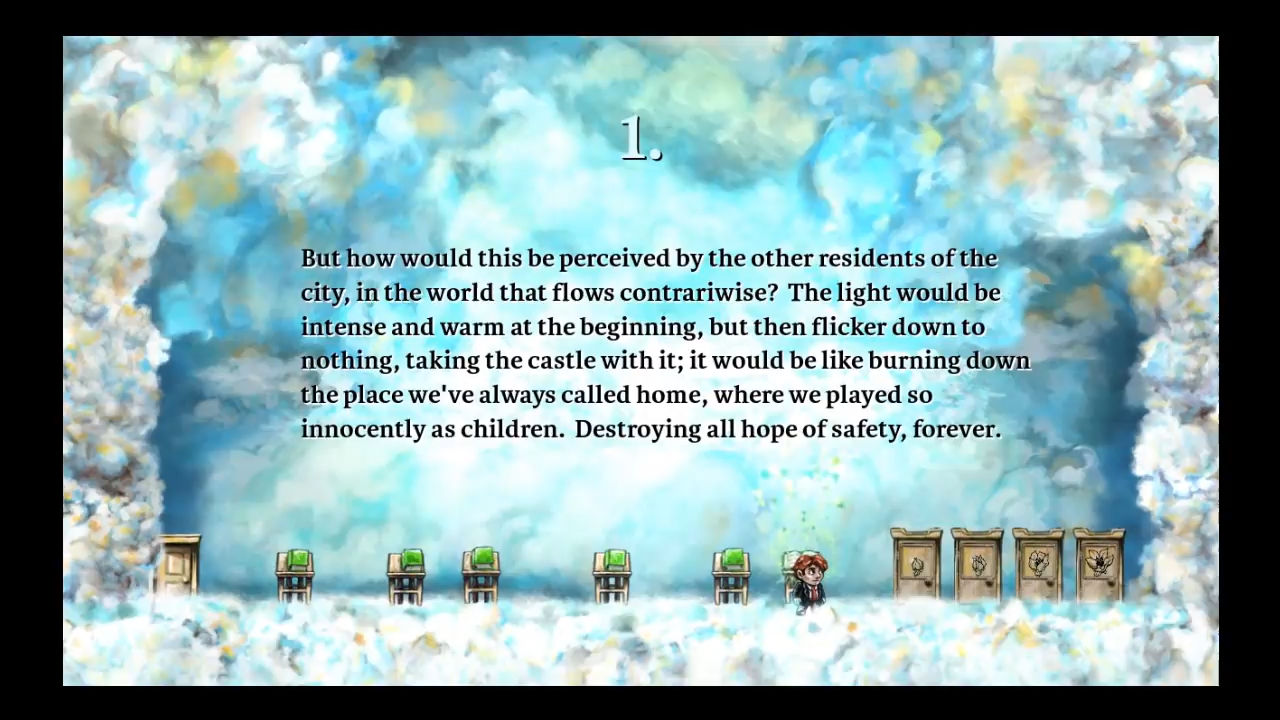 1.
But how would this be perceived by the other residents of the
city, in the world that flows contrariwise?  The light would be
intense and warm at the beginning, but then flicker down to
nothing, taking the castle with it; it would be like burning down
the place we've always called home, where we played so
innocently as children.  Destroying all hope of safety, forever.